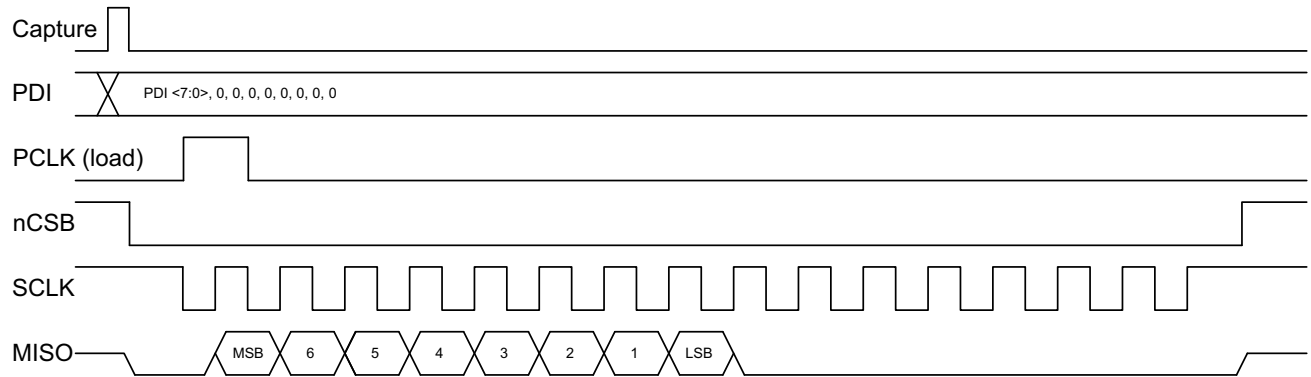 Capture
PDI
PDI <7:0>, 0, 0, 0, 0, 0, 0, 0, 0
PCLK (load)
nCSB
SCLK
MISO
MSB 6 5 4 3 2 1 LSB